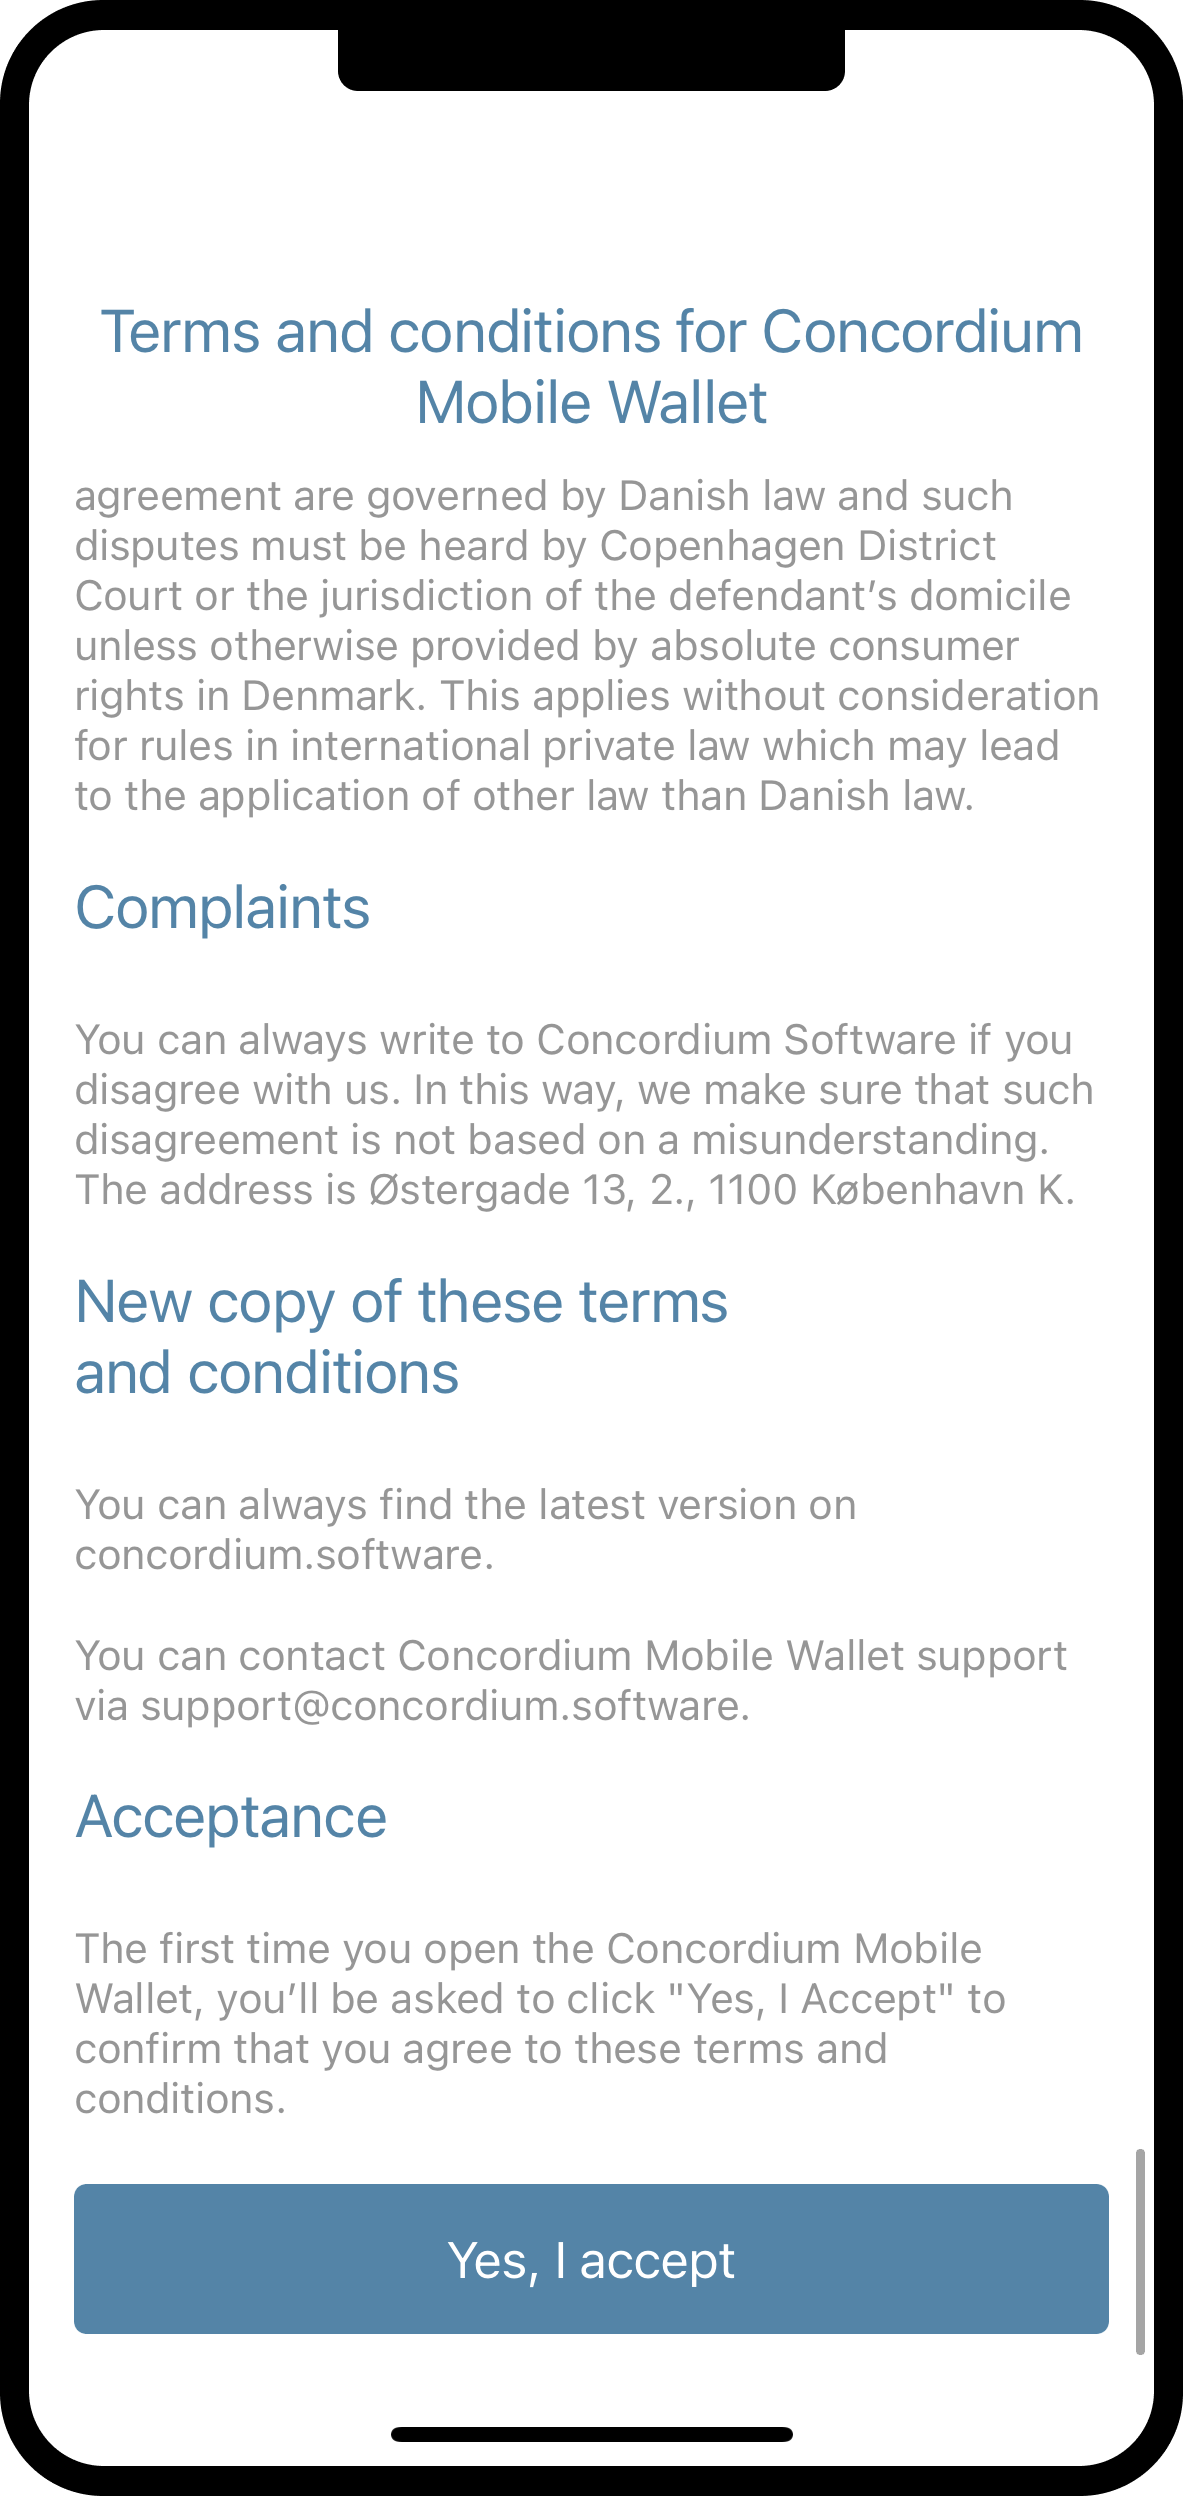 Terms and conditions for Concordium
Mobile Wallet
agreement are governed by Danish law and such
disputes must be heard by Copenhagen District
Court or the jurisdiction of the defendant’s domicile
unless otherwise provided by absolute consumer
rights in Denmark. This applies without consideration
for rules in international private law which may lead
to the application of other law than Danish law.
Complaints
You can always write to Concordium Software if you
disagree with us. In this way, we make sure that such
disagreement is not based on a misunderstanding.
The address is Østergade 13, 2., 1100 København K.
New copy of these terms
and conditions
You can always find the latest version on
concordium.software.
You can contact Concordium Mobile Wallet support
via support@concordium.software.
Acceptance
The first time you open the Concordium Mobile
Wallet, you’ll be asked to click "Yes, I Accept" to
confirm that you agree to these terms and
conditions.
Yes, I accept